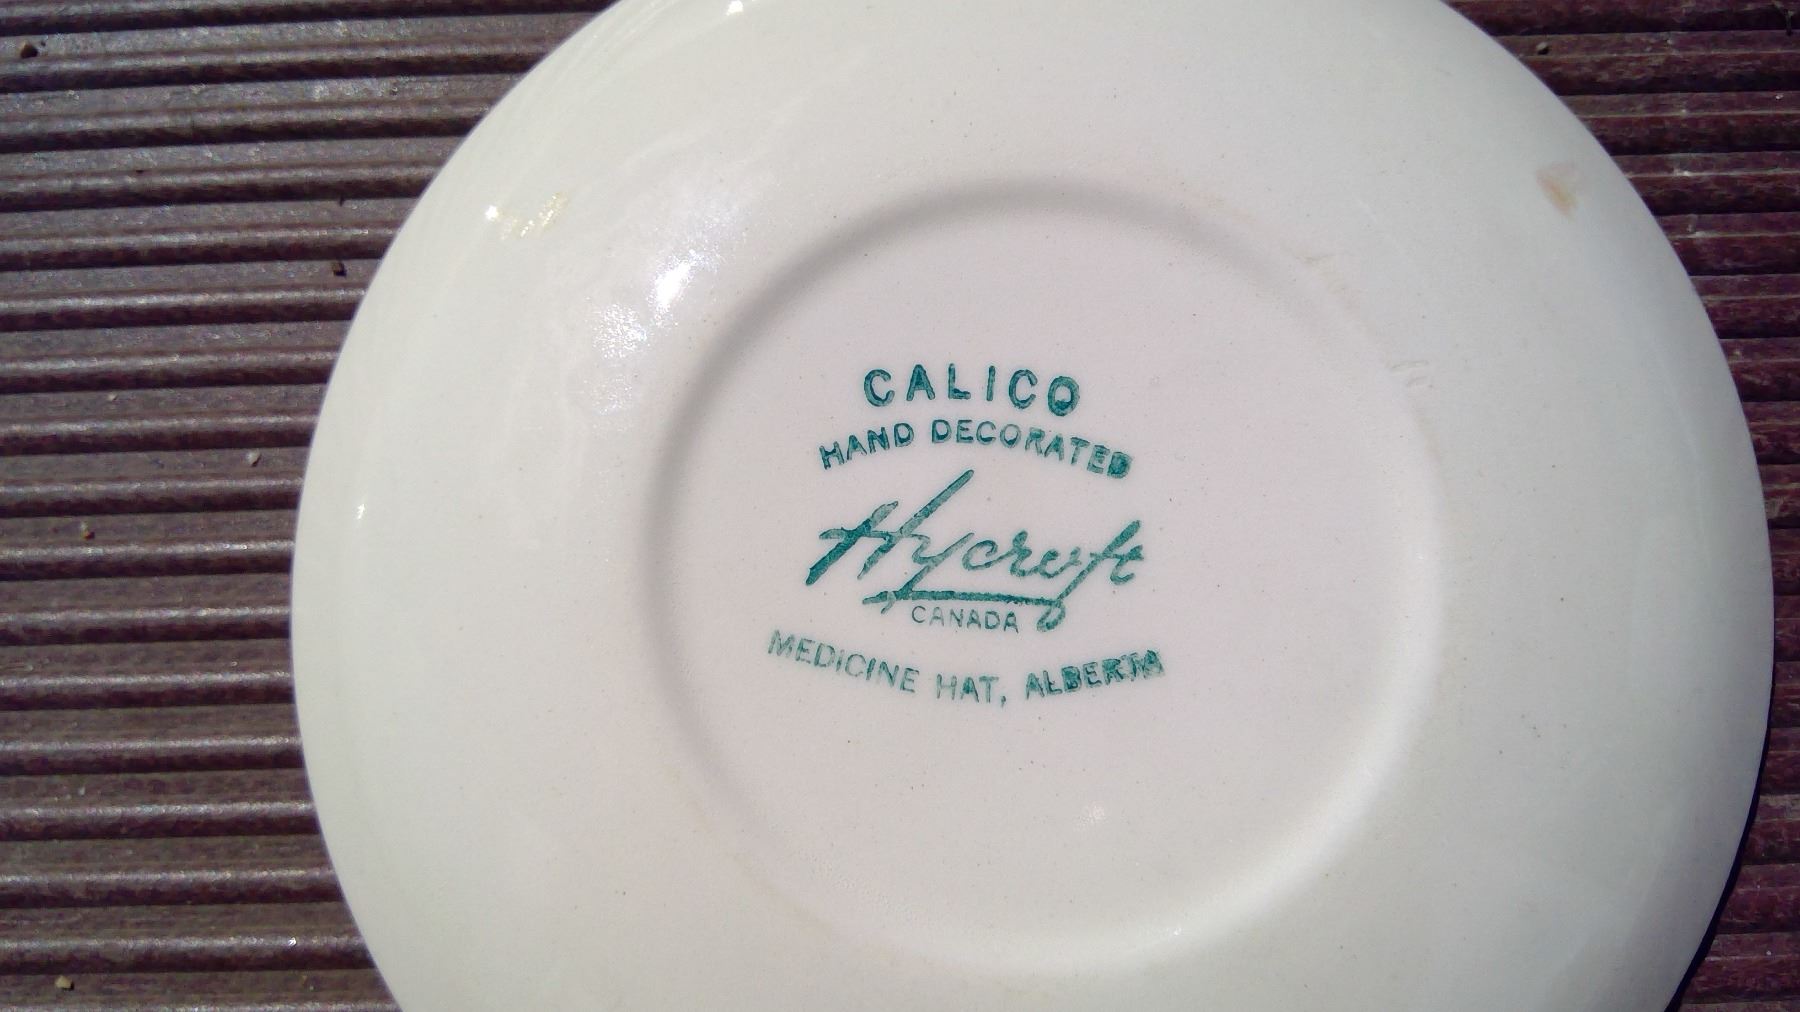 CALICO
HAND DECORATED
Hycroft
CANADA
MEDICINE HAT, ALBERTA